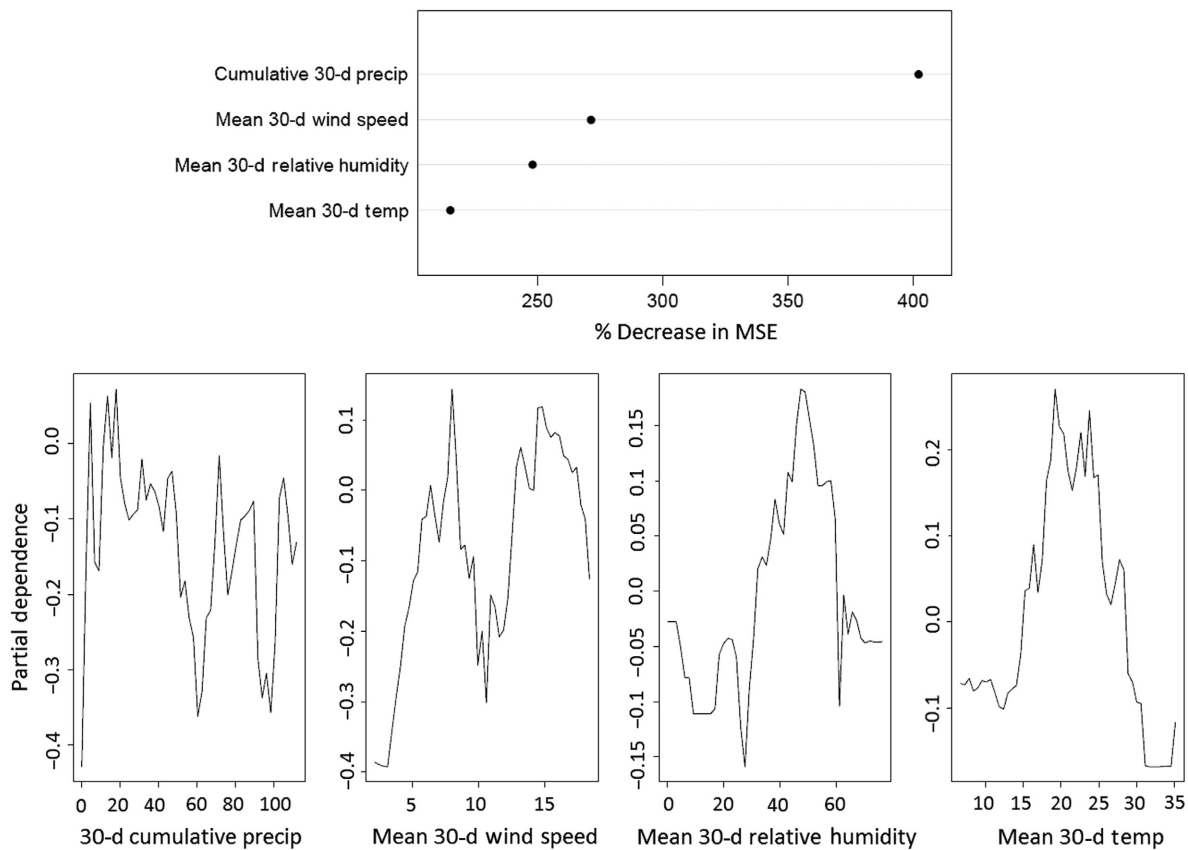 Cumulative 30-d precip
Mean 30-d wind speed
Mean 30-d relative humidity
Mean 30-d temp
250 300 350 400
% Decrease in MSE
Partial dependence
0.0
−0.1
−0.2
−0.3
−0.4
0 20 40 60 80 100
30-d cumulative precip
0.1
0.0
−0.1
−0.2
−0.3
−0.4
5 10 15
Mean 30-d wind speed
0.15
0.1
0.05
0.0
−0.05
−0.1
−0.15
0 20 40 60
Mean 30-d relative humidity
0.2
0.1
0.0
−0.1
10 15 20 25 30 35
Mean 30-d temp